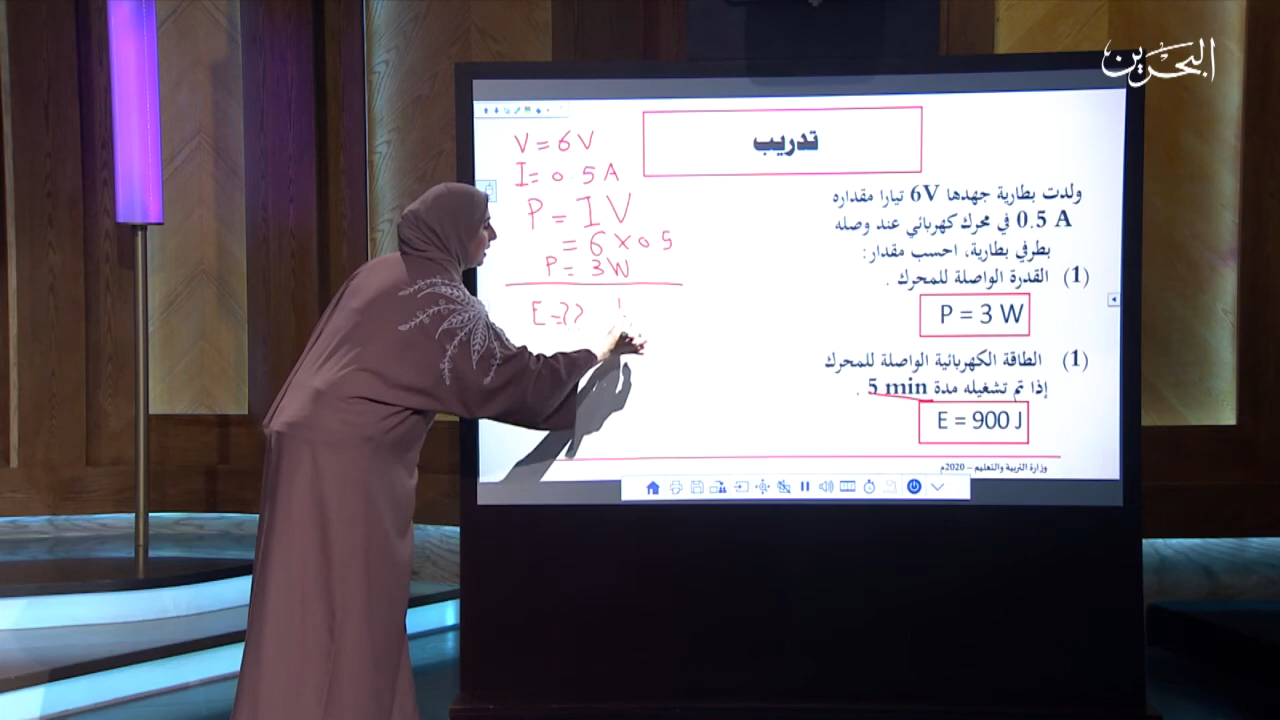 البحرين
تدريب
ولدت بطارية جهدها 6V تيارا مقداره
0.5 A في محرك كهربائي عند وصله
بطرفي بطارية، احسب مقدار:
(1) القدرة الواصلة للمحرك .
P = 3 W
(1) الطاقة الكهربائية الواصلة للمحرك
إذا تم تشغيله مدة 5 min .
E = 900 J
وزارة التربية والتعليم – 2020م
V = 6 V
I = 0.5 A
P = I V
= 6 × 0 5
P = 3 W
E = ??